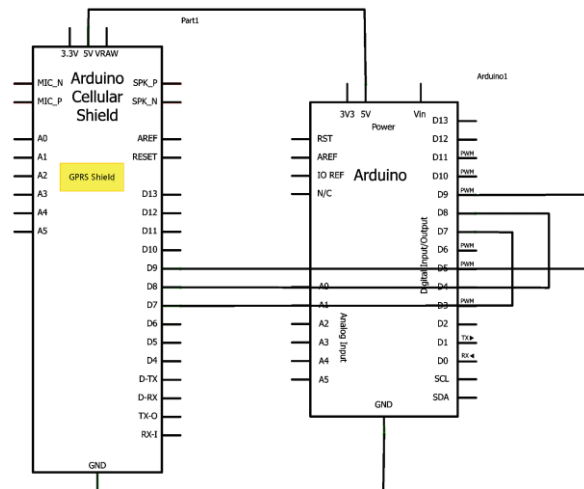 Part1
3.3V 5V VRAW
Arduino
Cellular
Shield
GPRS Shield
MIC_N
MIC_P
A0
A1
A2
A3
A4
A5
SPK_P
SPK_N
AREF
RESET
D13
D12
D11
D10
D9
D8
D7
D6
D5
D4
D-TX
D-RX
TX-O
RX-I
GND
Arduino1
3V3 5V Vin
Power
Arduino
RST
AREF
IO REF
N/C
A0
A1
A2
A3
A4
A5
Analog Input
Digital Input/Output
D13
D12
D11 PWM
D10 PWM
D9 PWM
D8
D7
D6 PWM
D5 PWM
D4
D3 PWM
D2
D1 TX▶
D0 RX◀
SCL
SDA
GND